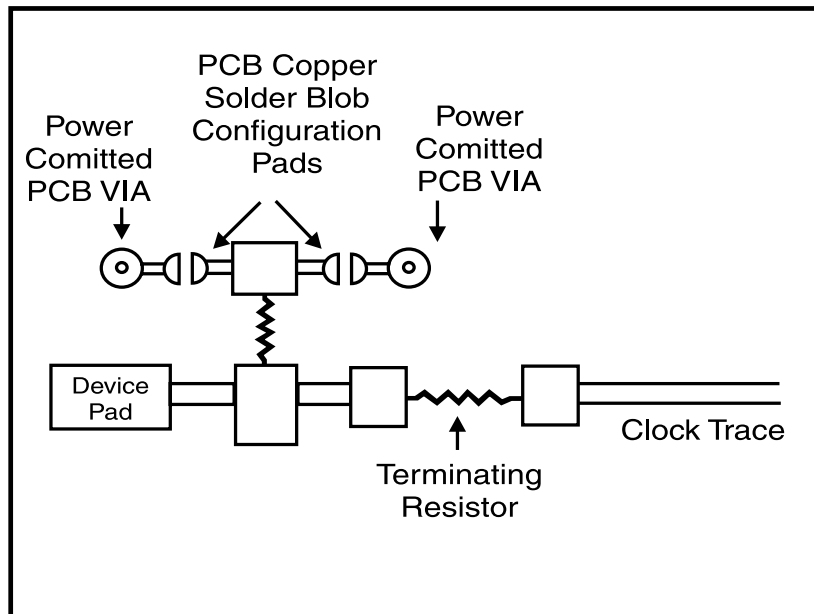 PCB Copper
Solder Blob
Configuration
Pads
Power
Comitted
PCB VIA
Power
Comitted
PCB VIA
Device
Pad
Clock Trace
Terminating
Resistor